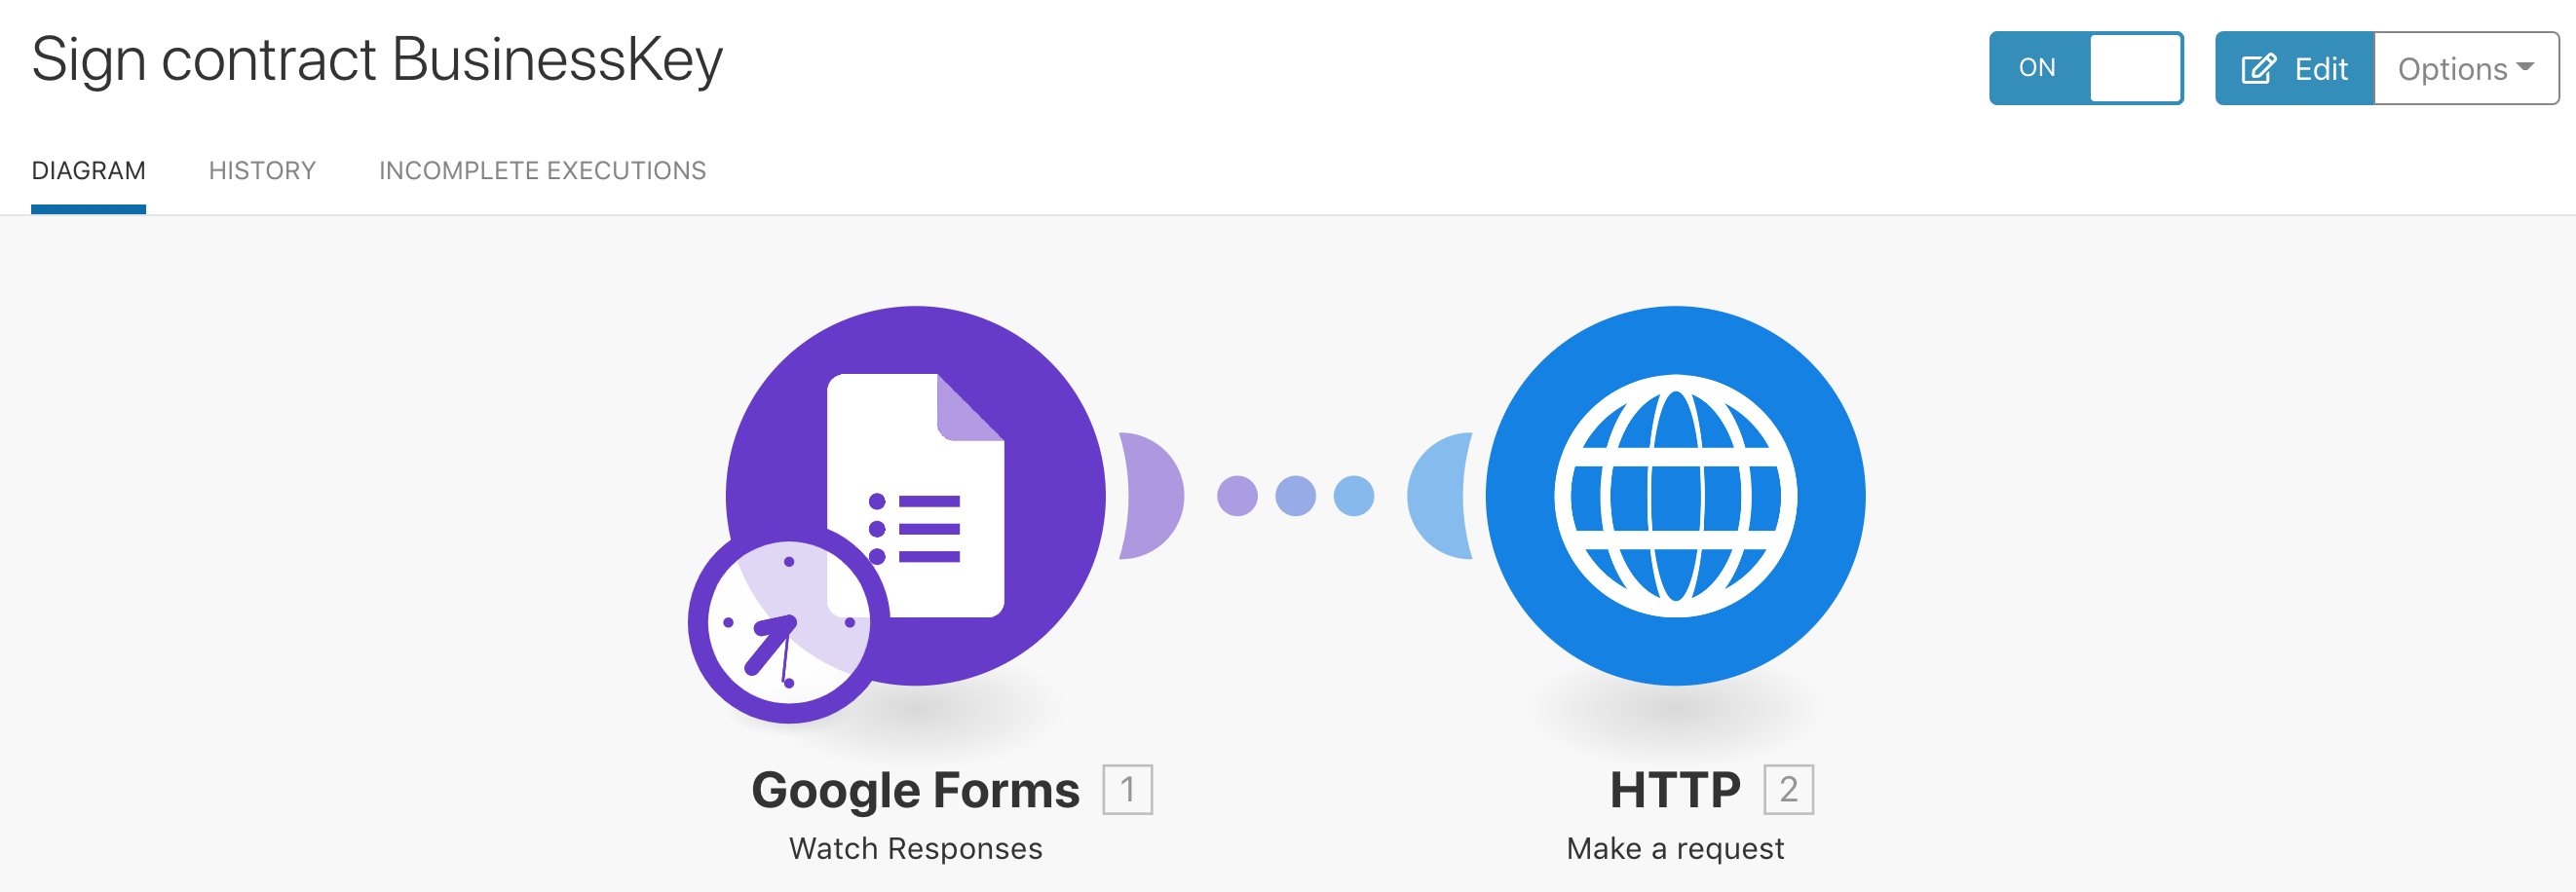 Sign contract BusinessKey
ON
Edit
Options
DIAGRAM
HISTORY
INCOMPLETE EXECUTIONS
Google Forms 1
Watch Responses
HTTP 2
Make a request